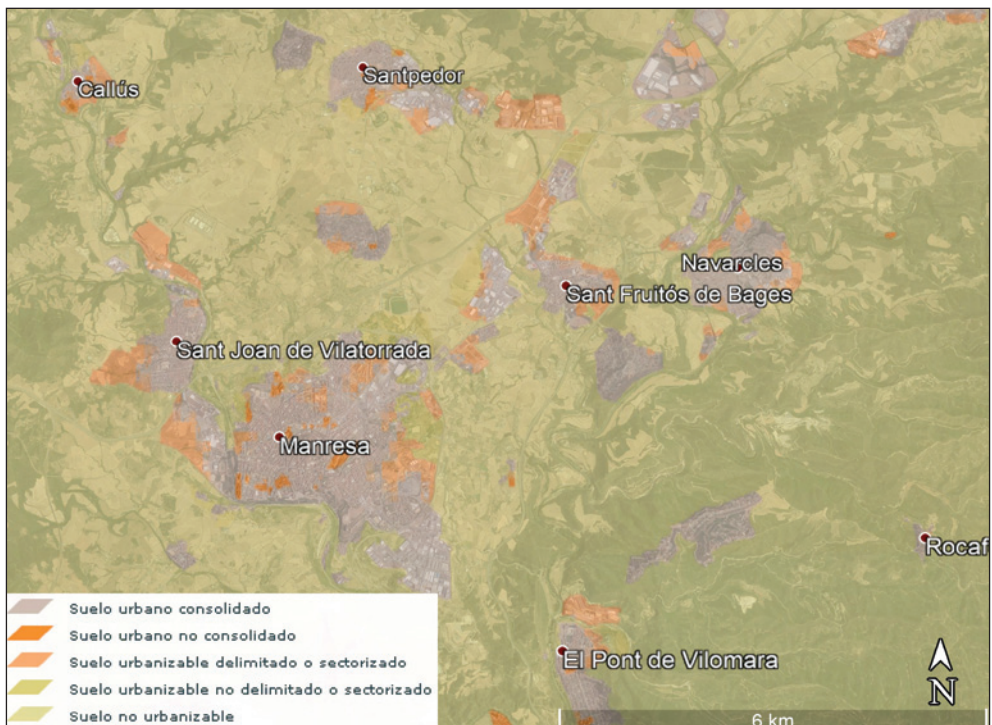 Callús
Santpedor
Navarcles
Sant Fruitós de Bages
Sant Joan de Vilatorrada
Manresa
Rocaf
El Pont de Vilomara
Suelo urbano consolidado
Suelo urbano no consolidado
Suelo urbanizable delimitado o sectorizado
Suelo urbanizable no delimitado o sectorizado
Suelo no urbanizable
N
6 km